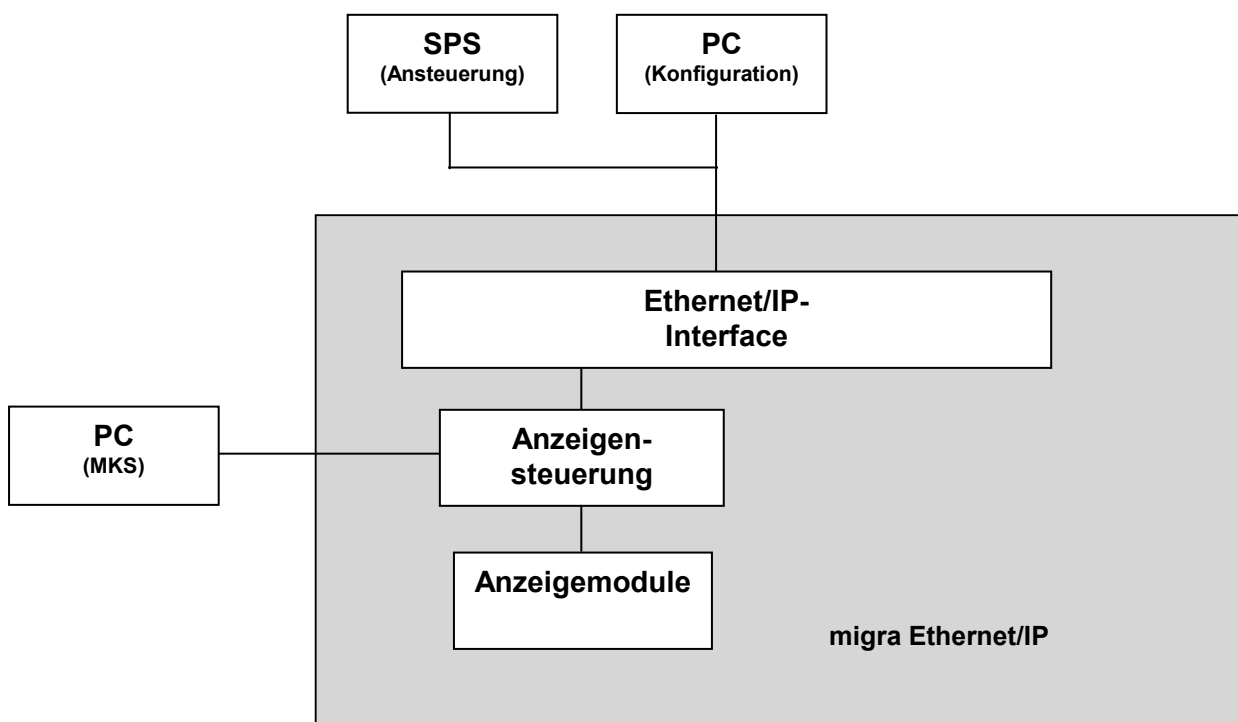 SPS
(Ansteuerung)
PC
(Konfiguration)
Ethernet/IP-
Interface
PC
(MKS)
Anzeigen-
steuerung
Anzeigemodule
migra Ethernet/IP